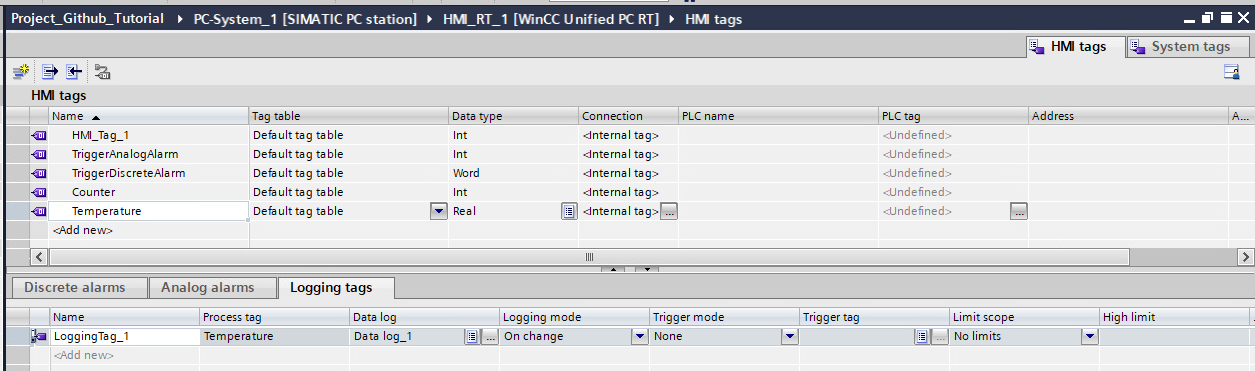 Project_Github_Tutorial ▸ PC-System_1 [SIMATIC PC station] ▸ HMI_RT_1 [WinCC Unified PC RT] ▸ HMI tags
HMI tags System tags
HMI tags
Name Tag table Data type Connection PLC name PLC tag Address A...
HMI_Tag_1 Default tag table Int <Internal tag> <Undefined>
TriggerAnalogAlarm Default tag table Int <Internal tag> <Undefined>
TriggerDiscreteAlarm Default tag table Word <Internal tag> <Undefined>
Counter Default tag table Int <Internal tag> <Undefined>
Temperature Default tag table Real <Internal tag> ... <Undefined> ...
<Add new>
Discrete alarms Analog alarms Logging tags
Name Process tag Data log Logging mode Trigger mode Trigger tag Limit scope High limit
LoggingTag_1 Temperature Data log_1 ... On change None ... No limits
<Add new>